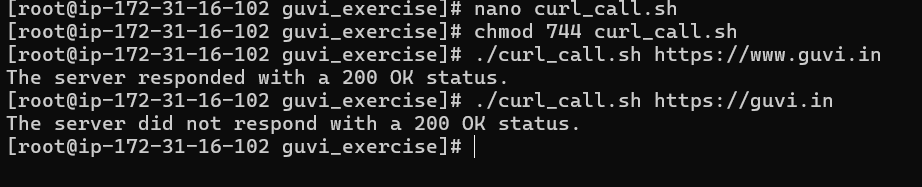 [root@ip-172-31-16-102 guvi_exercise]# nano curl_call.sh
[root@ip-172-31-16-102 guvi_exercise]# chmod 744 curl_call.sh
[root@ip-172-31-16-102 guvi_exercise]# ./curl_call.sh https://www.guvi.in
The server responded with a 200 OK status.
[root@ip-172-31-16-102 guvi_exercise]# ./curl_call.sh https://guvi.in
The server did not respond with a 200 OK status.
[root@ip-172-31-16-102 guvi_exercise]#